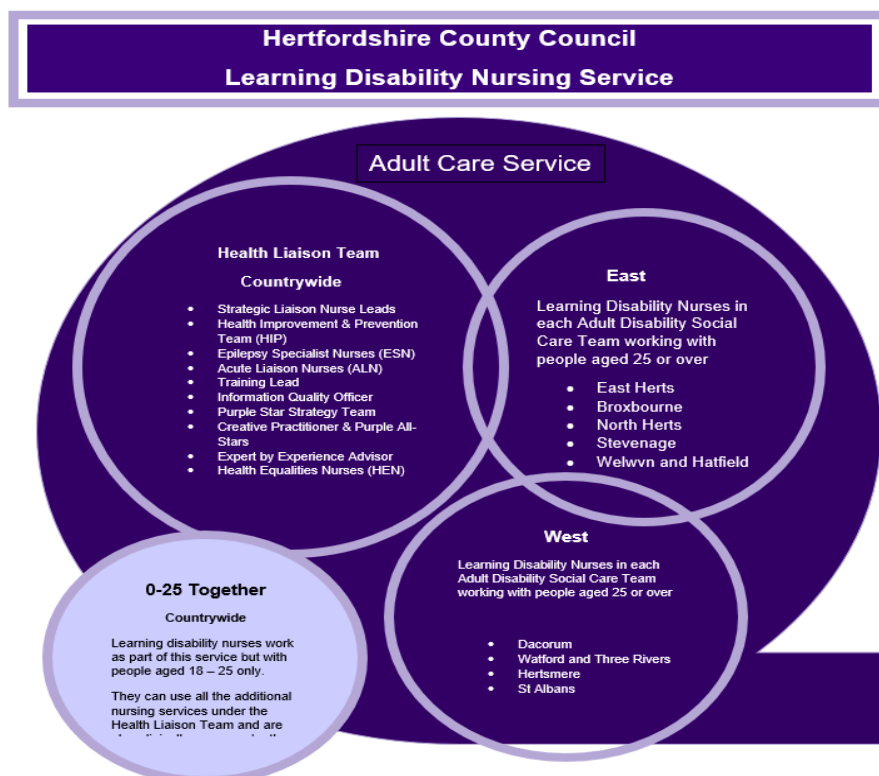 Hertfordshire County Council
Learning Disability Nursing Service
Adult Care Service
Health Liaison Team
Countrywide
• Strategic Liaison Nurse Leads
• Health Improvement & Prevention
Team (HIP)
• Epilepsy Specialist Nurses (ESN)
• Acute Liaison Nurses (ALN)
• Training Lead
• Information Quality Officer
• Purple Star Strategy Team
• Creative Practitioner & Purple All-
Stars
• Expert by Experience Advisor
• Health Equalities Nurses (HEN)
East
Learning Disability Nurses in
each Adult Disability Social
Care Team working with
people aged 25 or over
• East Herts
• Broxbourne
• North Herts
• Stevenage
• Welwvn and Hatfield
West
Learning Disability Nurses in each
Adult Disability Social Care Team
working with people aged 25 or over
• Dacorum
• Watford and Three Rivers
• Hertsmere
• St Albans
0-25 Together
Countrywide
Learning disability nurses work
as part of this service but with
people aged 18 – 25 only.
They can use all the additional
nursing services under the
Health Liaison Team and are